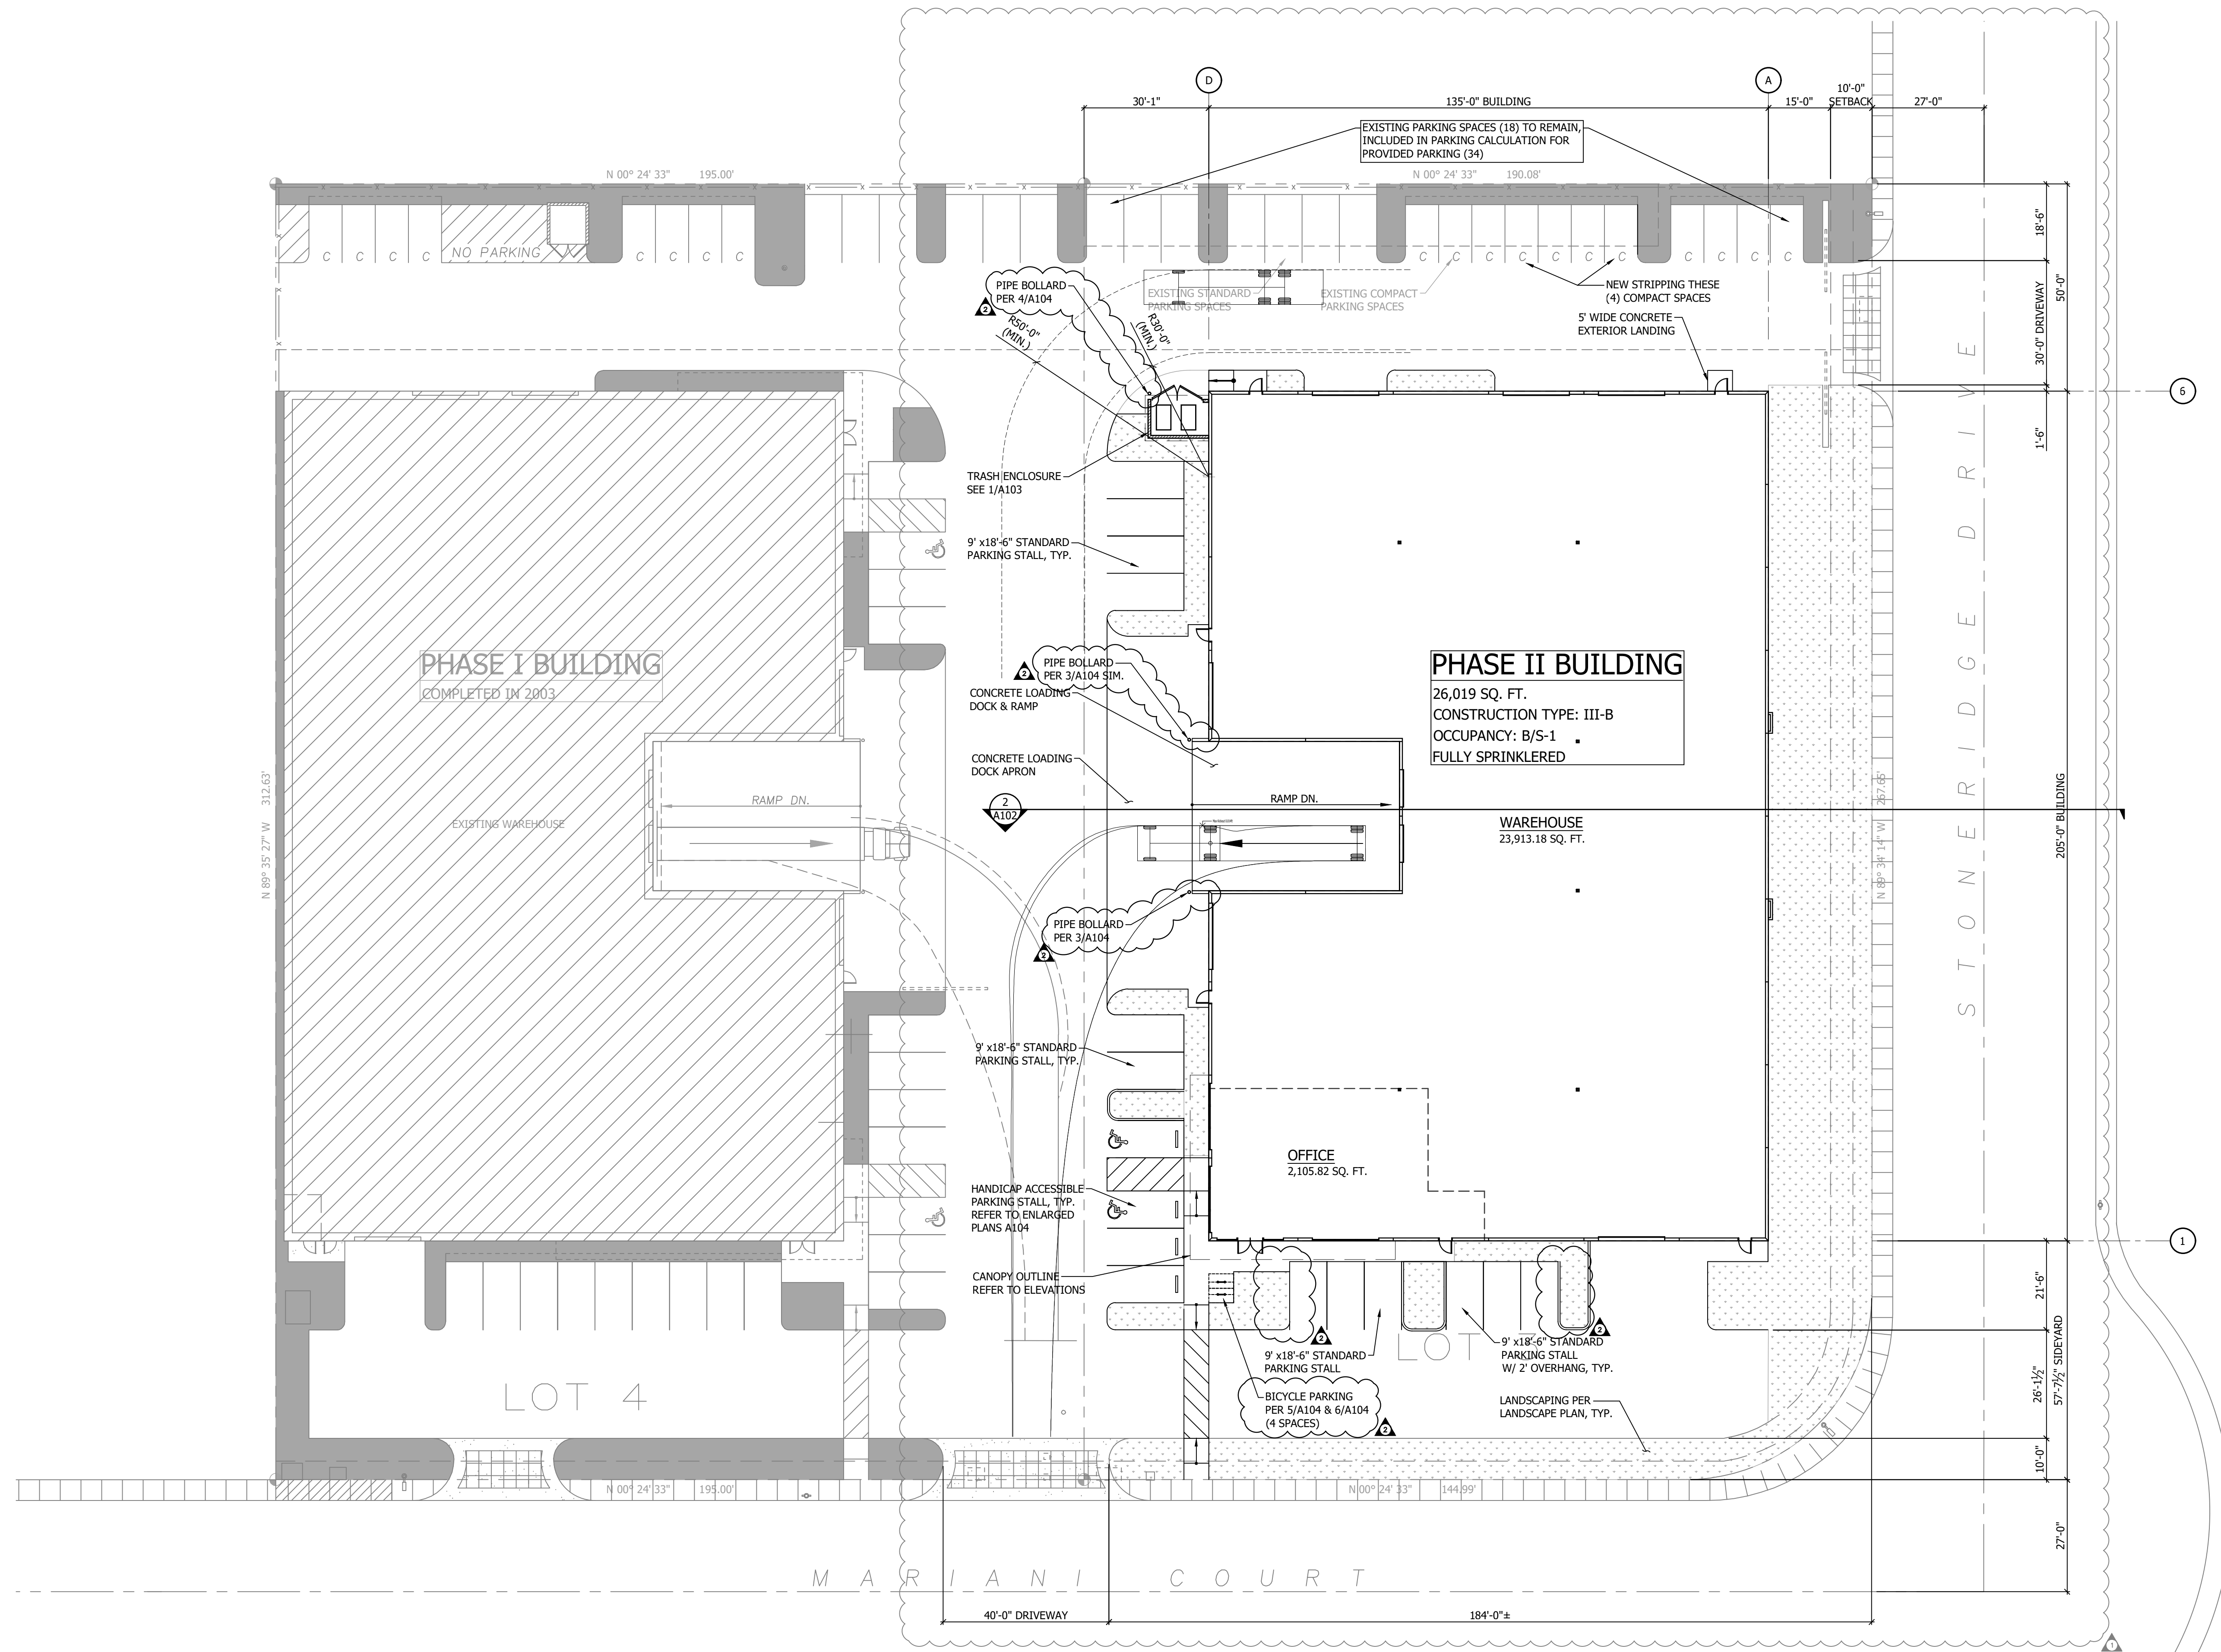 D
A
30'-1"
135'-0" BUILDING
15'-0"
10'-0"
SETBACK
27'-0"
EXISTING PARKING SPACES (18) TO REMAIN,
INCLUDED IN PARKING CALCULATION FOR
PROVIDED PARKING (34)
N 00° 24' 33" 195.00'
N 00° 24' 33" 190.08'
C C C C
NO PARKING
C C C C
C C C C C C C
C C C C
18'-6"
50'-0"
30'-0" DRIVEWAY
1'-6"
PIPE BOLLARD
PER 4/A104
2
R50'-0"
(MIN.)
R30'-0"
(MIN.)
EXISTING STANDARD
PARKING SPACES
EXISTING COMPACT
PARKING SPACES
NEW STRIPPING THESE
(4) COMPACT SPACES
5' WIDE CONCRETE
EXTERIOR LANDING
6
TRASH ENCLOSURE
SEE 1/A103
9' x18'-6" STANDARD
PARKING STALL, TYP.
PHASE I BUILDING
COMPLETED IN 2003
PIPE BOLLARD
PER 3/A104 SIM.
2
CONCRETE LOADING
DOCK & RAMP
PHASE II BUILDING
26,019 SQ. FT.
CONSTRUCTION TYPE: III-B
OCCUPANCY: B/S-1
FULLY SPRINKLERED
CONCRETE LOADING
DOCK APRON
2
A102
RAMP DN.
RAMP DN.
EXISTING WAREHOUSE
WAREHOUSE
23,913.18 SQ. FT.
N 89° 35' 27" W 312.63'
N 89° 34' 14" W 267.65'
STONERIDGE DRIVE
205'-0" BUILDING
PIPE BOLLARD
PER 3/A104
2
9' x18'-6" STANDARD
PARKING STALL, TYP.
OFFICE
2,105.82 SQ. FT.
HANDICAP ACCESSIBLE
PARKING STALL, TYP.
REFER TO ENLARGED
PLANS A104
CANOPY OUTLINE
REFER TO ELEVATIONS
1
21'-6"
26'-1½"
57'-7½" SIDEYARD
10'-0"
27'-0"
2
2
9' x18'-6" STANDARD
PARKING STALL
LOT
9' x18'-6" STANDARD
PARKING STALL
W/ 2' OVERHANG, TYP.
BICYCLE PARKING
PER 5/A104 & 6/A104
(4 SPACES)
2
LANDSCAPING PER
LANDSCAPE PLAN, TYP.
LOT 4
N 00° 24' 33" 195.00'
N 00° 24' 33" 144.99'
MARIANI COURT
40'-0" DRIVEWAY
184'-0"±
1